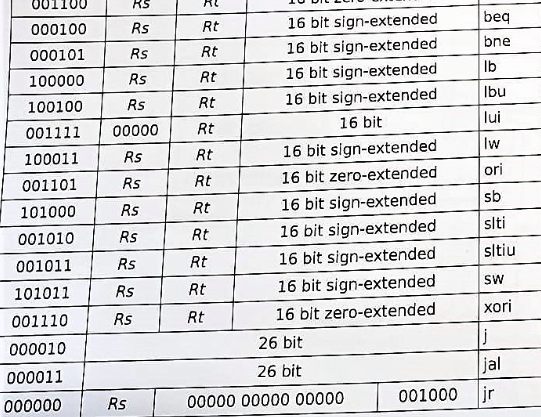 001100 Rs Rt
000100 Rs Rt 16 bit sign-extended beq
000101 Rs Rt 16 bit sign-extended bne
100000 Rs Rt 16 bit sign-extended lb
100100 Rs Rt 16 bit sign-extended lbu
001111 00000 Rt 16 bit lui
100011 Rs Rt 16 bit sign-extended lw
001101 Rs Rt 16 bit zero-extended ori
101000 Rs Rt 16 bit sign-extended sb
001010 Rs Rt 16 bit sign-extended slti
001011 Rs Rt 16 bit sign-extended sltiu
101011 Rs Rt 16 bit sign-extended sw
001110 Rs Rt 16 bit zero-extended xori
000010 26 bit j
000011 26 bit jal
000000 Rs 00000 00000 00000 001000 jr